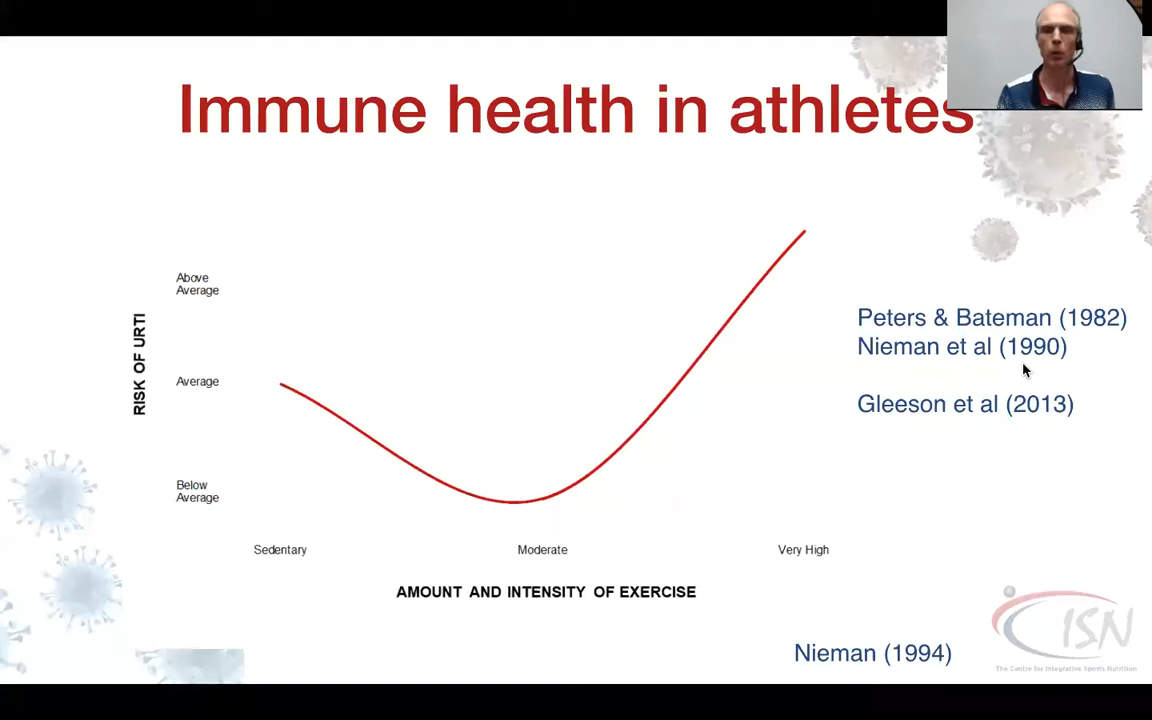 Immune health in athletes
Above
Average
RISK OF URTI
Average
Below
Average
Peters & Bateman (1982)
Nieman et al (1990)
Gleeson et al (2013)
Sedentary
Moderate
Very High
AMOUNT AND INTENSITY OF EXERCISE
Nieman (1994)
CISN
The Centre for Integrative Sports Nutrition